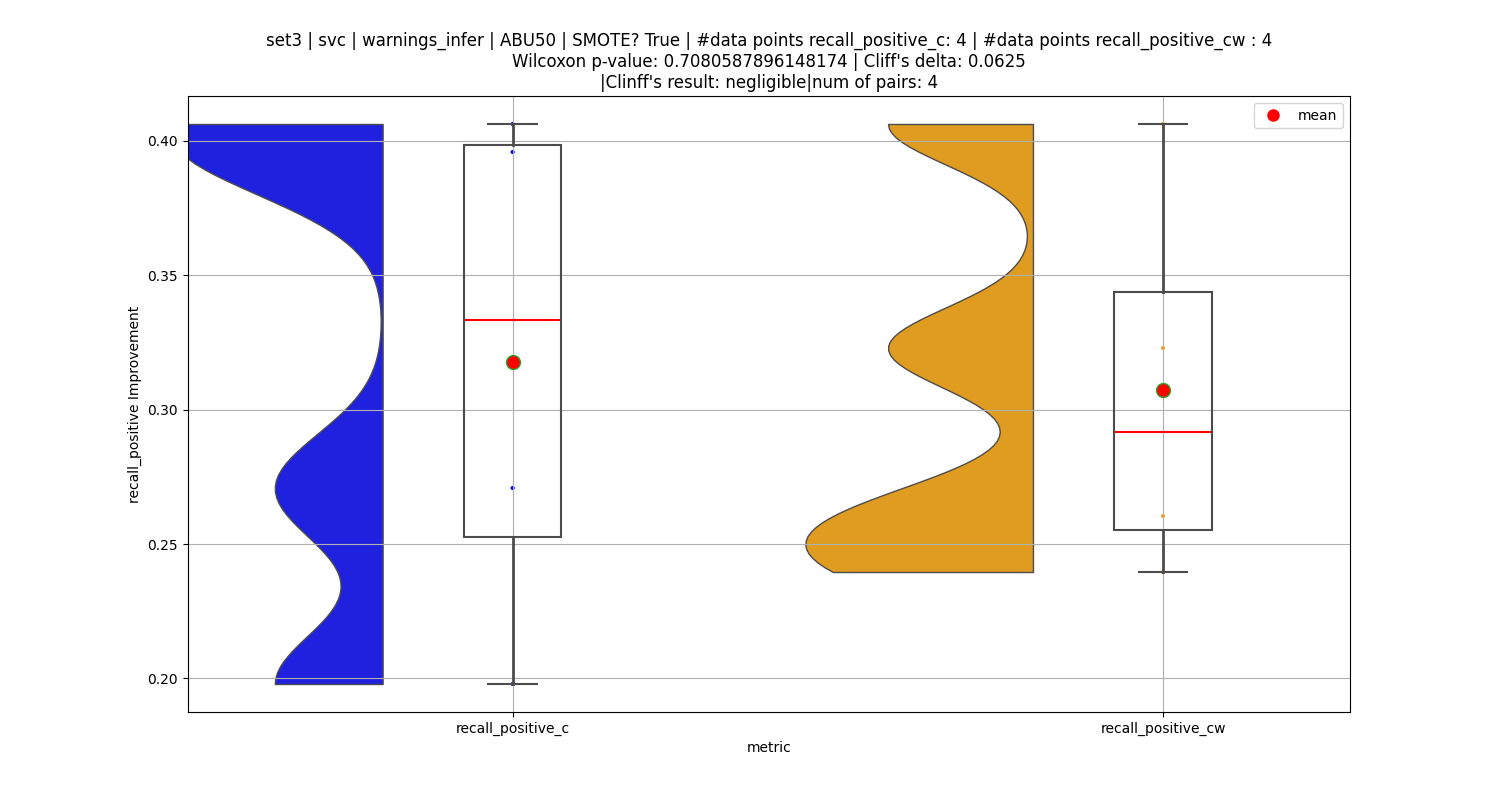 set3 | svc | warnings_infer | ABU50 | SMOTE? True | #data points recall_positive_c: 4 | #data points recall_positive_cw : 4
Wilcoxon p-value: 0.7080587896148174 | Cliff's delta: 0.0625
|Clinff's result: negligible|num of pairs: 4
mean
0.40
0.35
0.30
0.25
0.20
recall_positive Improvement
recall_positive_c
recall_positive_cw
metric